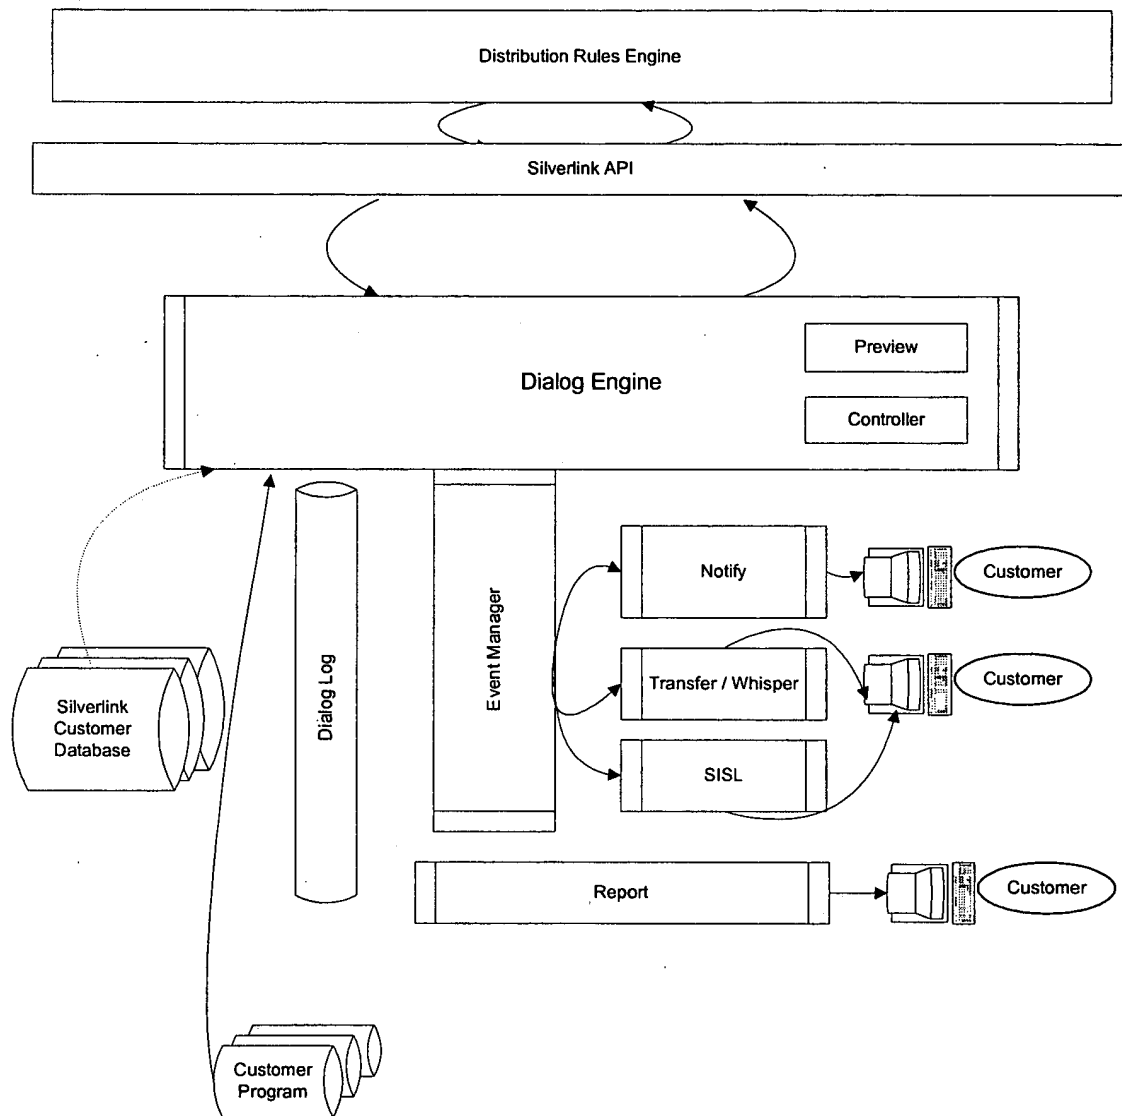 Distribution Rules Engine
Silverlink API
Preview
Dialog Engine
Controller
Notify
Customer
Event Manager
Dialog Log
Transfer / Whisper
Customer
Silverlink
Customer
Database
SISL
Report
Customer
Customer
Program